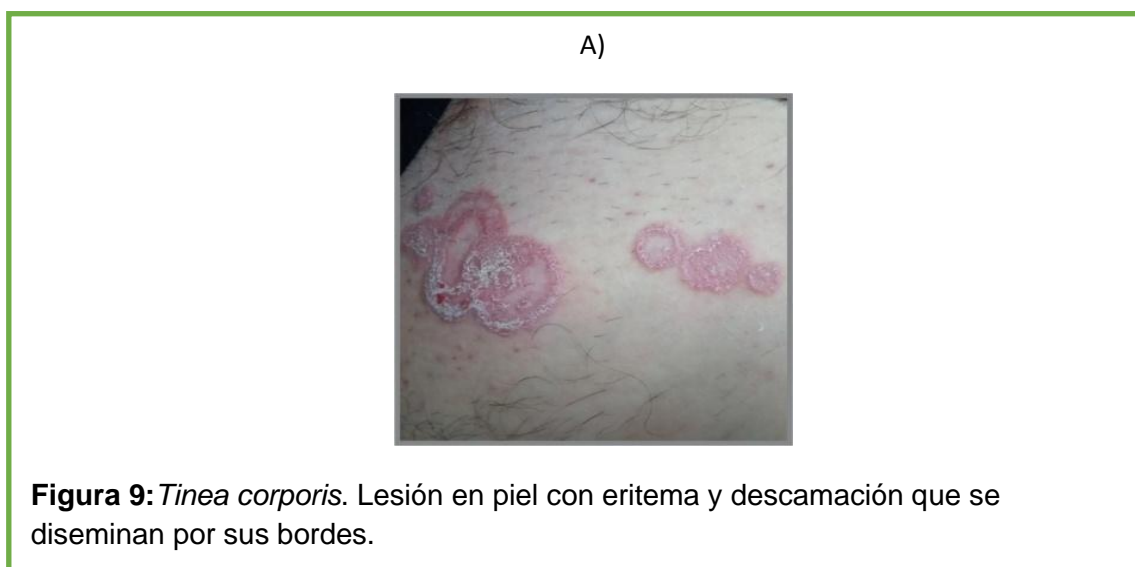 A)
Figura 9: Tinea corporis. Lesión en piel con eritema y descamación que se
diseminan por sus bordes.